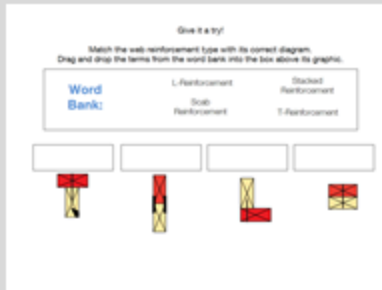 Give it a try!
Match the web reinforcement type with its correct diagram.
Drag and drop the terms from the word bank into the box above its graphic.
Word
Bank:
L-Reinforcement
Scab
Reinforcement
Stacked
Reinforcement
T-Reinforcement